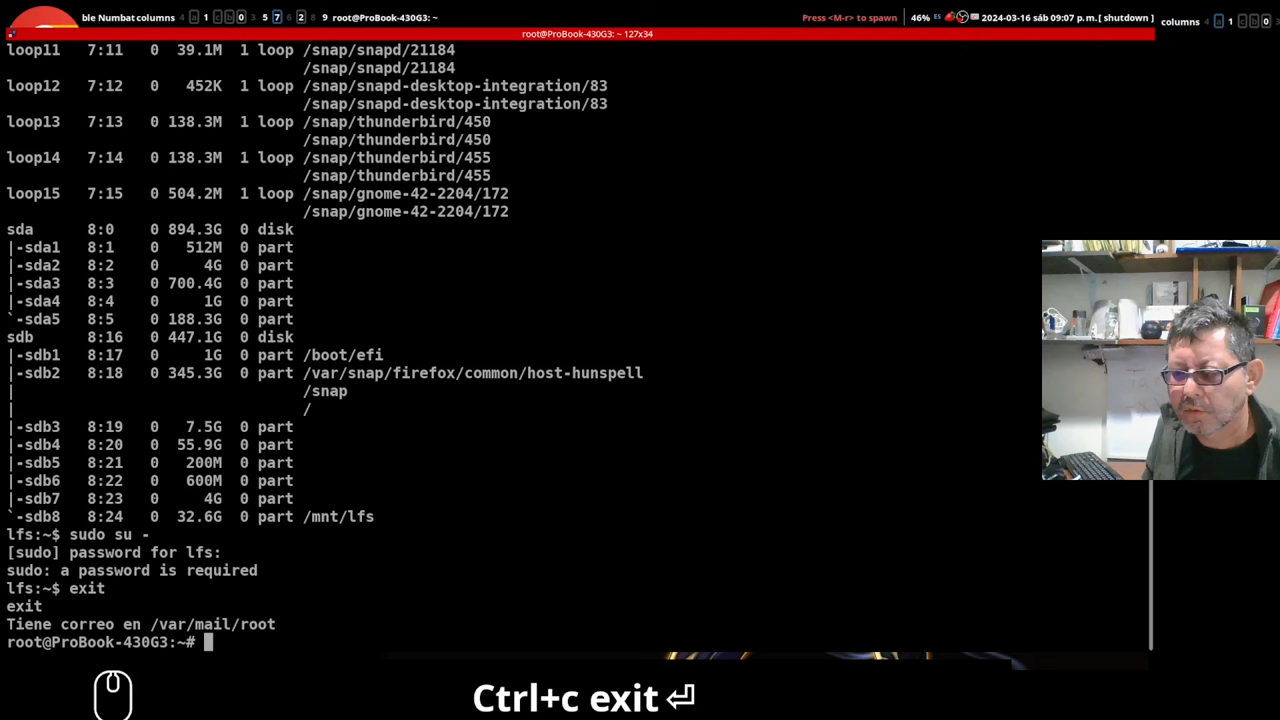 ble Numbat columns 4 a 1 c b 0 3 5 7 6 2 8 9 root@ProBook-430G3: ~ Press <M-r> to spawn 46% ES 2024-03-16 sáb 09:07 p.m. [ shutdown ] columns 4 a 1 c b 0 3
root@ProBook-430G3: ~ 127x34
loop11 7:11 0 39.1M 1 loop /snap/snapd/21184
/snap/snapd/21184
loop12 7:12 0 452K 1 loop /snap/snapd-desktop-integration/83
/snap/snapd-desktop-integration/83
loop13 7:13 0 138.3M 1 loop /snap/thunderbird/450
/snap/thunderbird/450
loop14 7:14 0 138.3M 1 loop /snap/thunderbird/455
/snap/thunderbird/455
loop15 7:15 0 504.2M 1 loop /snap/gnome-42-2204/172
/snap/gnome-42-2204/172
sda 8:0 0 894.3G 0 disk
|-sda1 8:1 0 512M 0 part
|-sda2 8:2 0 4G 0 part
|-sda3 8:3 0 700.4G 0 part
|-sda4 8:4 0 1G 0 part
`-sda5 8:5 0 188.3G 0 part
sdb 8:16 0 447.1G 0 disk
|-sdb1 8:17 0 1G 0 part /boot/efi
|-sdb2 8:18 0 345.3G 0 part /var/snap/firefox/common/host-hunspell
| /snap
| /
|-sdb3 8:19 0 7.5G 0 part
|-sdb4 8:20 0 55.9G 0 part
|-sdb5 8:21 0 200M 0 part
|-sdb6 8:22 0 600M 0 part
|-sdb7 8:23 0 4G 0 part
`-sdb8 8:24 0 32.6G 0 part /mnt/lfs
lfs:~$ sudo su -
[sudo] password for lfs:
sudo: a password is required
lfs:~$ exit
exit
Tiene correo en /var/mail/root
root@ProBook-430G3:~#
Ctrl+c exit ⏎